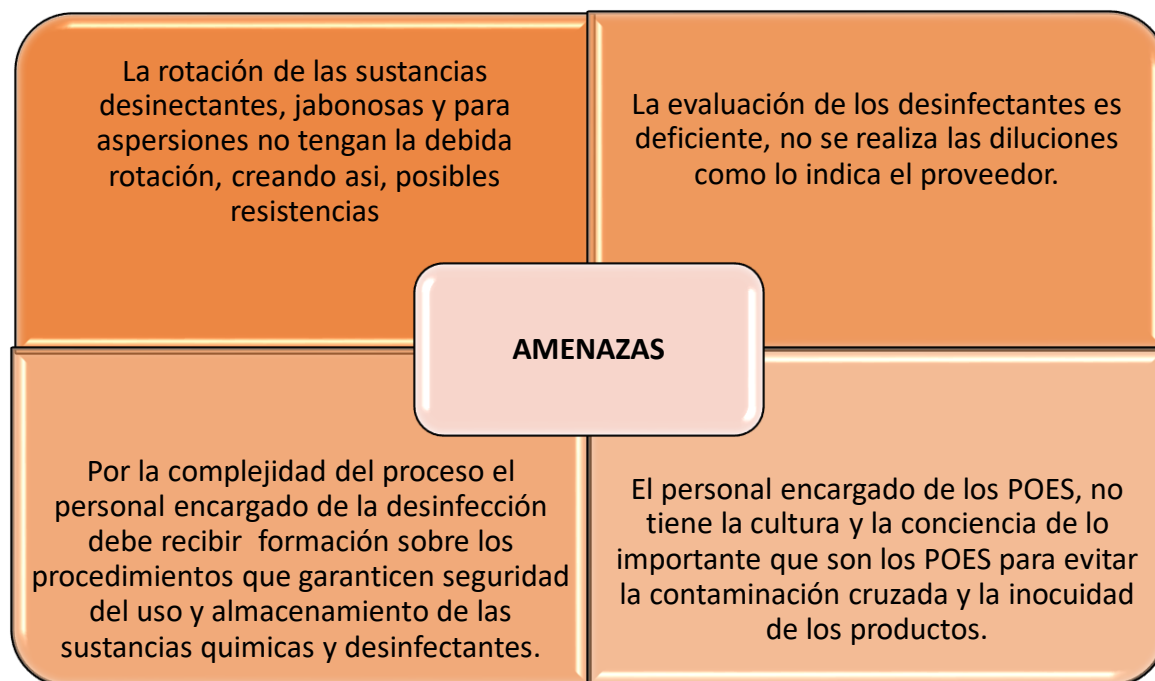 La rotación de las sustancias
desinectantes, jabonosas y para
aspersiones no tengan la debida
rotación, creando asi, posibles
resistencias
La evaluación de los desinfectantes es
deficiente, no se realiza las diluciones
como lo indica el proveedor.
AMENAZAS
Por la complejidad del proceso el
personal encargado de la desinfección
debe recibir formación sobre los
procedimientos que garanticen seguridad
del uso y almacenamiento de las
sustancias quimicas y desinfectantes.
El personal encargado de los POES, no
tiene la cultura y la conciencia de lo
importante que son los POES para evitar
la contaminación cruzada y la inocuidad
de los productos.